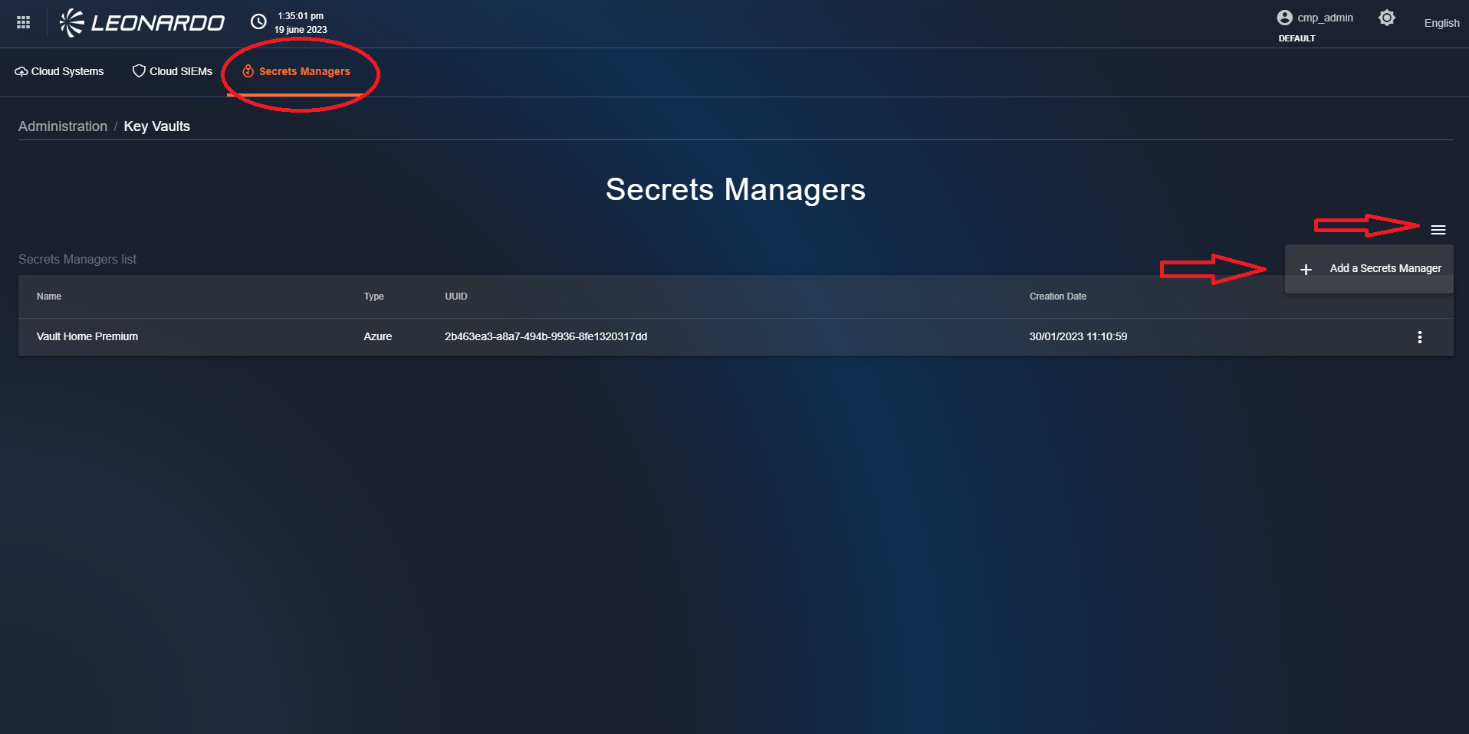 LEONARDO
1:35:01 pm
19 june 2023
cmp_admin
DEFAULT
English
Cloud Systems
Cloud SIEMs
Secrets Managers
Administration / Key Vaults
Secrets Managers
Add a Secrets Manager
Secrets Managers list
Name Type UUID Creation Date
Vault Home Premium Azure 2b463ea3-a8a7-494b-9936-8fe1320317dd 30/01/2023 11:10:59